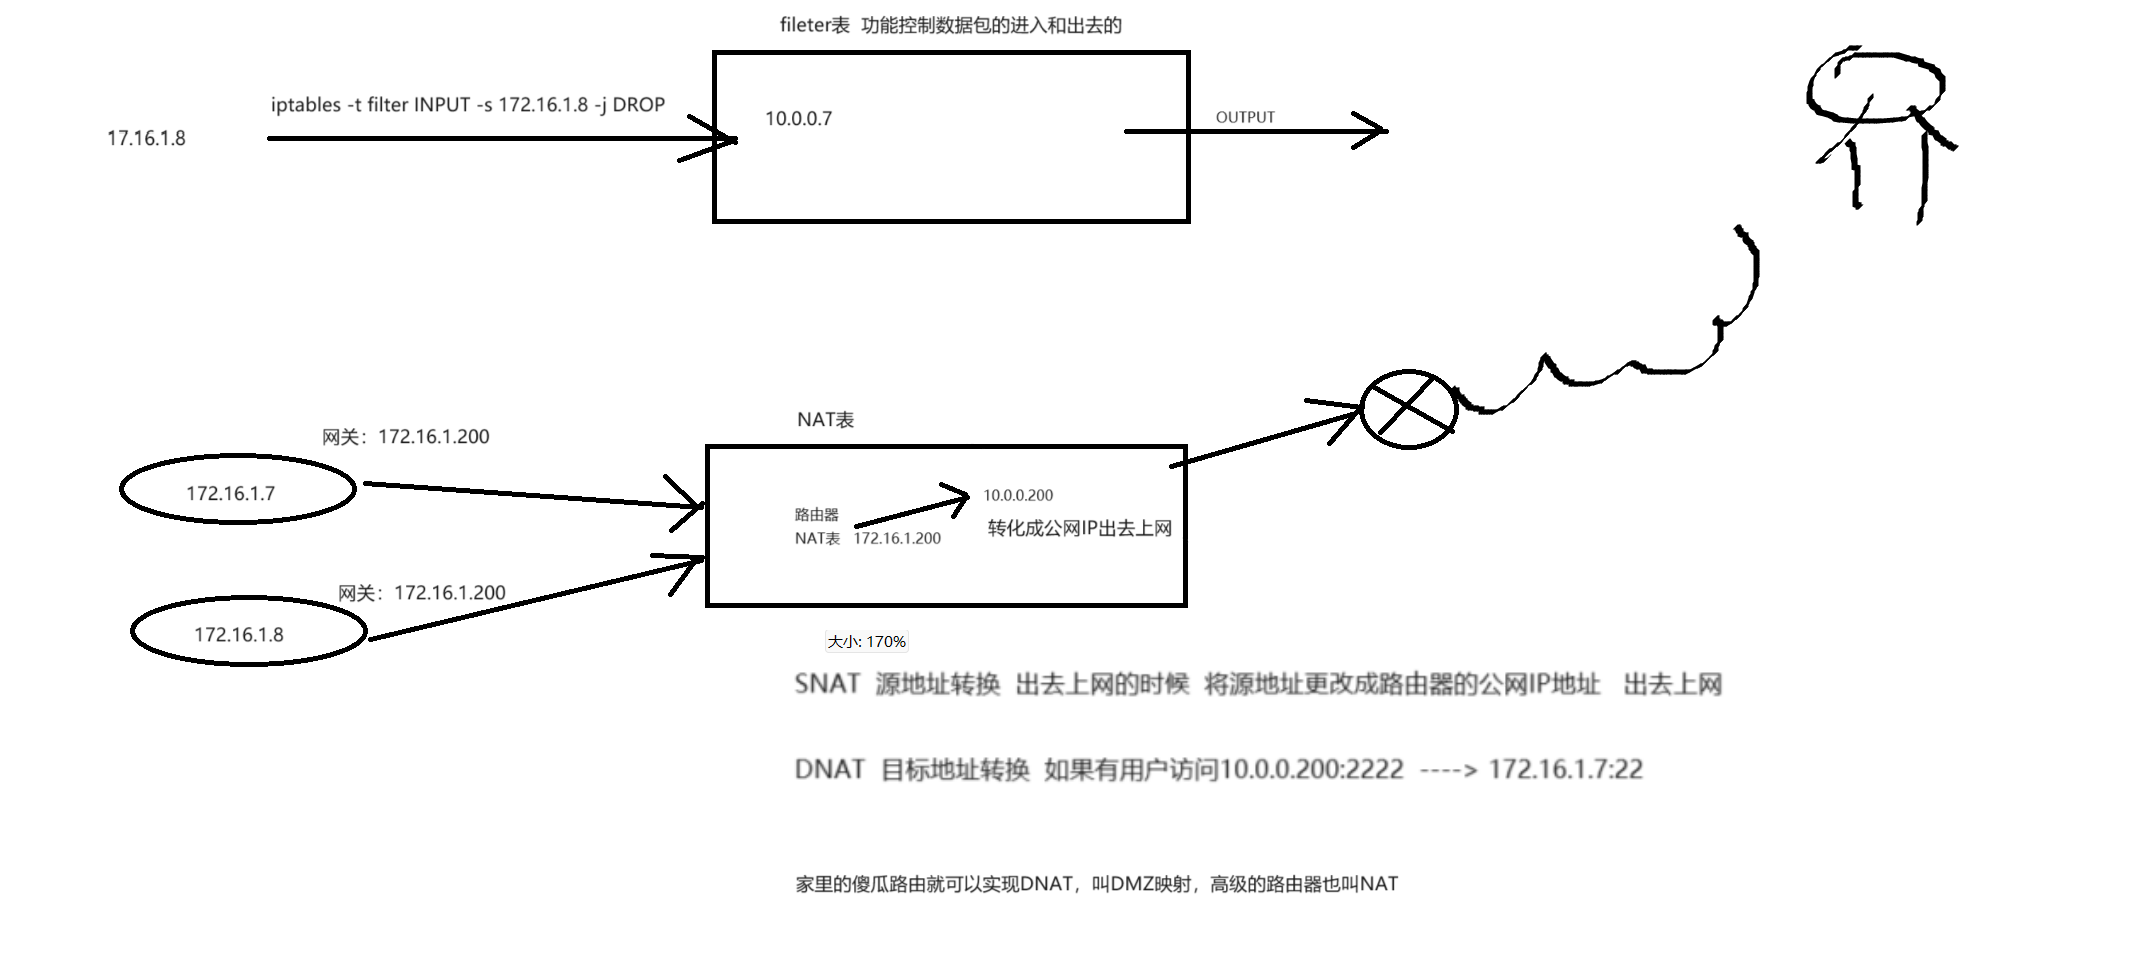 fileter表 功能控制数据包的进入和出去的
iptables -t filter INPUT -s 172.16.1.8 -j DROP
17.16.1.8
10.0.0.7
OUTPUT
NAT表
网关：172.16.1.200
172.16.1.7
10.0.0.200
路由器
转化成公网IP出去上网
NAT表 172.16.1.200
网关：172.16.1.200
172.16.1.8
大小: 170%
SNAT 源地址转换 出去上网的时候 将源地址更改成路由器的公网IP地址 出去上网
DNAT 目标地址转换 如果有用户访问10.0.0.200:2222 ----> 172.16.1.7:22
家里的傻瓜路由就可以实现DNAT，叫DMZ映射，高级的路由器也叫NAT